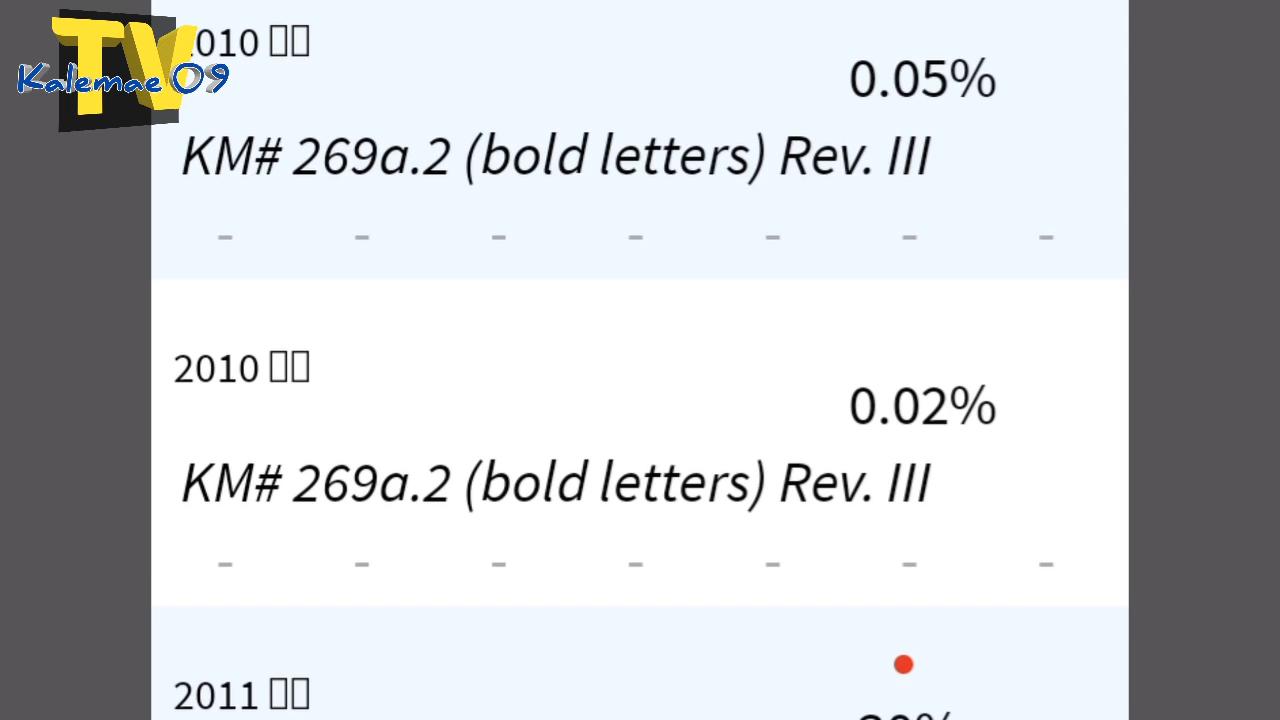 TV
Kalemae 09
2010
0.05%
KM# 269a.2 (bold letters) Rev. III
- - - - - - -
2010
0.02%
KM# 269a.2 (bold letters) Rev. III
- - - - - - -
2011